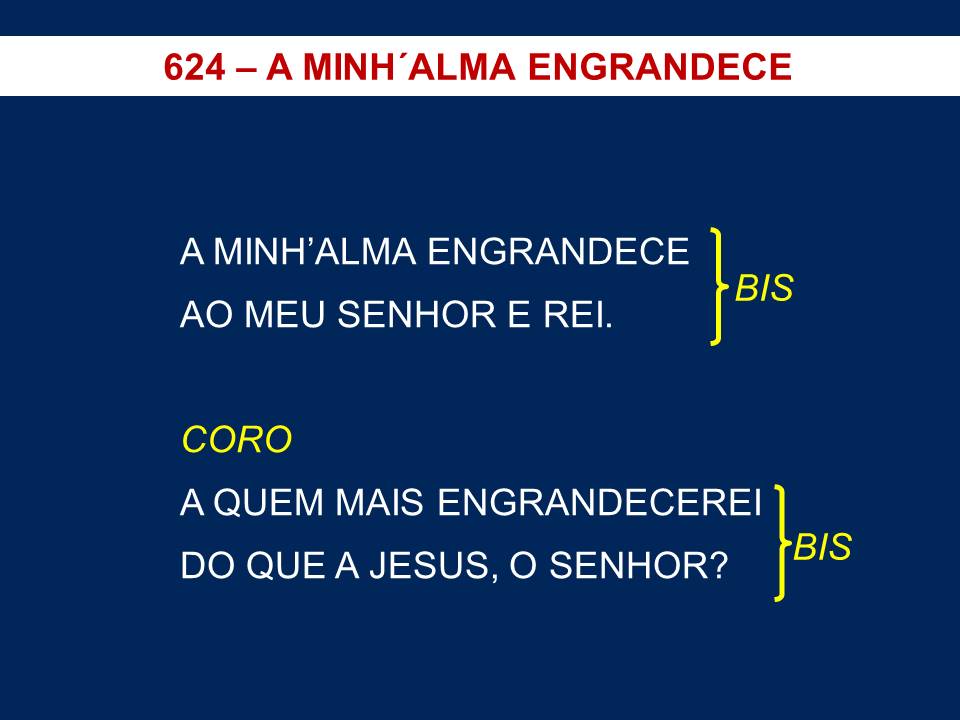 624 – A MINH´ALMA ENGRANDECE
A MINH’ALMA ENGRANDECE
AO MEU SENHOR E REI.
BIS
CORO
A QUEM MAIS ENGRANDECEREI
DO QUE A JESUS, O SENHOR?
BIS